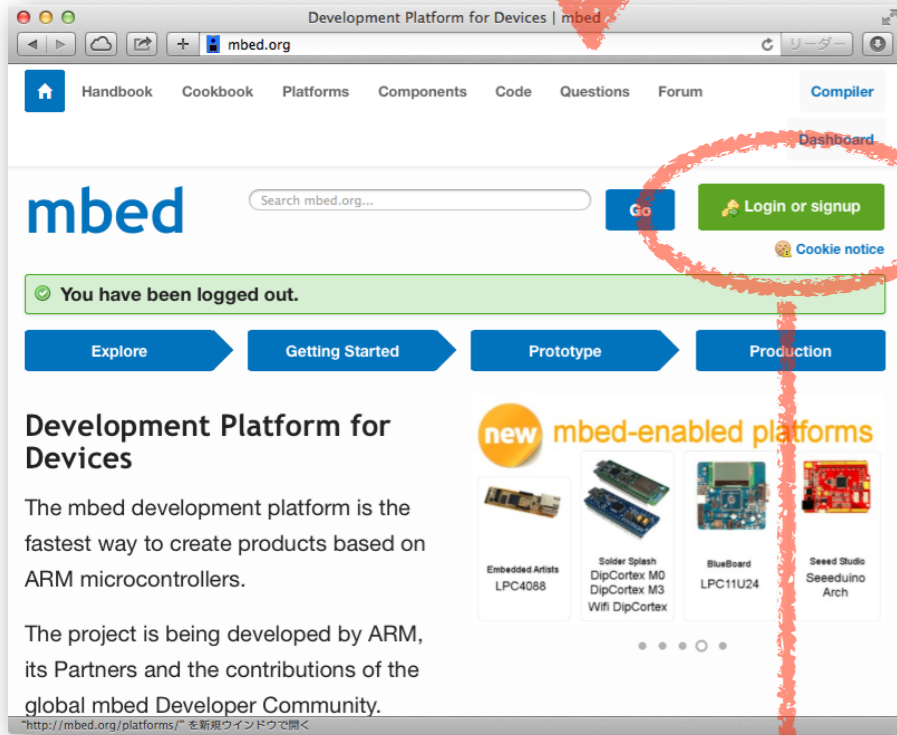 Development Platform for Devices | mbed
mbed.org
リーダー
Handbook Cookbook Platforms Components Code Questions Forum Compiler
Dashboard
mbed Search mbed.org... Go Login or signup
Cookie notice
You have been logged out.
Explore Getting Started Prototype Production
Development Platform for
Devices
The mbed development platform is the
fastest way to create products based on
ARM microcontrollers.
The project is being developed by ARM,
its Partners and the contributions of the
global mbed Developer Community.
new mbed-enabled platforms
Embedded Artists
LPC4088
Solder Splash
DipCortex M0
DipCortex M3
Wifi DipCortex
BlueBoard
LPC11U24
Seeed Studio
Seeeduino
Arch
"http://mbed.org/platforms/" を新規ウインドウで開く